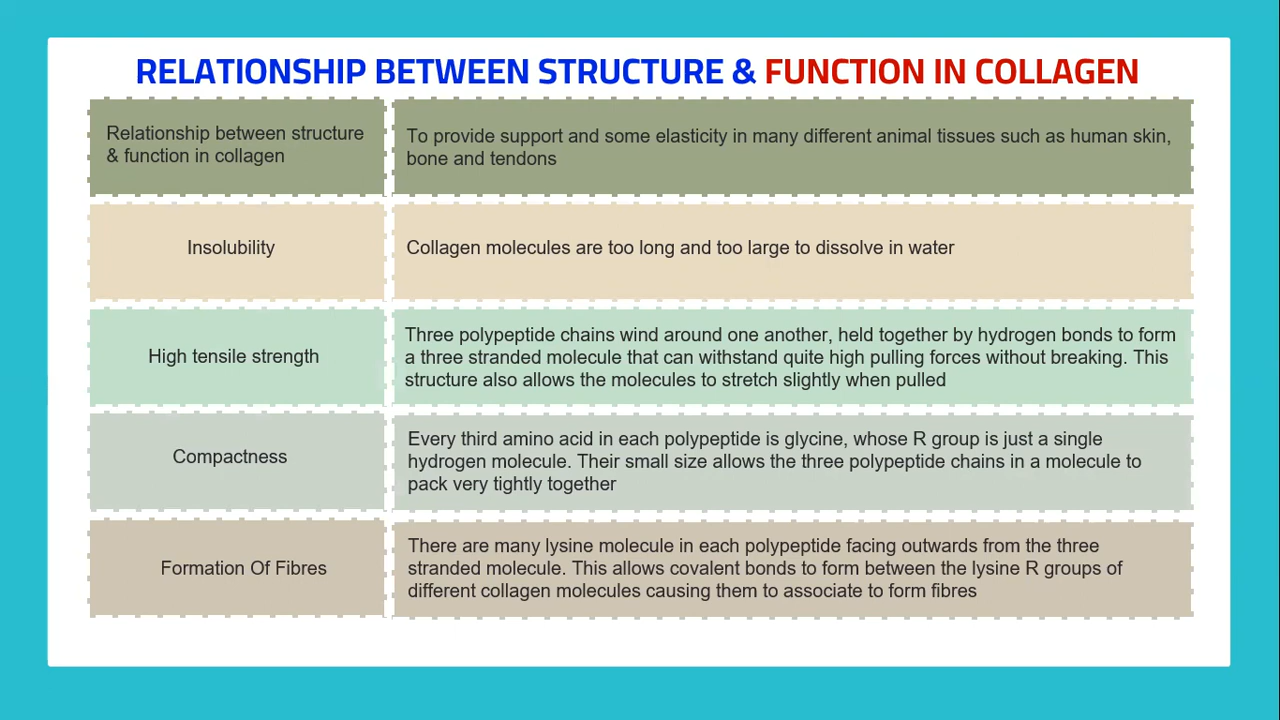 RELATIONSHIP BETWEEN STRUCTURE & FUNCTION IN COLLAGEN
Relationship between structure
& function in collagen
To provide support and some elasticity in many different animal tissues such as human skin,
bone and tendons
Insolubility
Collagen molecules are too long and too large to dissolve in water
High tensile strength
Three polypeptide chains wind around one another, held together by hydrogen bonds to form
a three stranded molecule that can withstand quite high pulling forces without breaking. This
structure also allows the molecules to stretch slightly when pulled
Compactness
Every third amino acid in each polypeptide is glycine, whose R group is just a single
hydrogen molecule. Their small size allows the three polypeptide chains in a molecule to
pack very tightly together
Formation Of Fibres
There are many lysine molecule in each polypeptide facing outwards from the three
stranded molecule. This allows covalent bonds to form between the lysine R groups of
different collagen molecules causing them to associate to form fibres